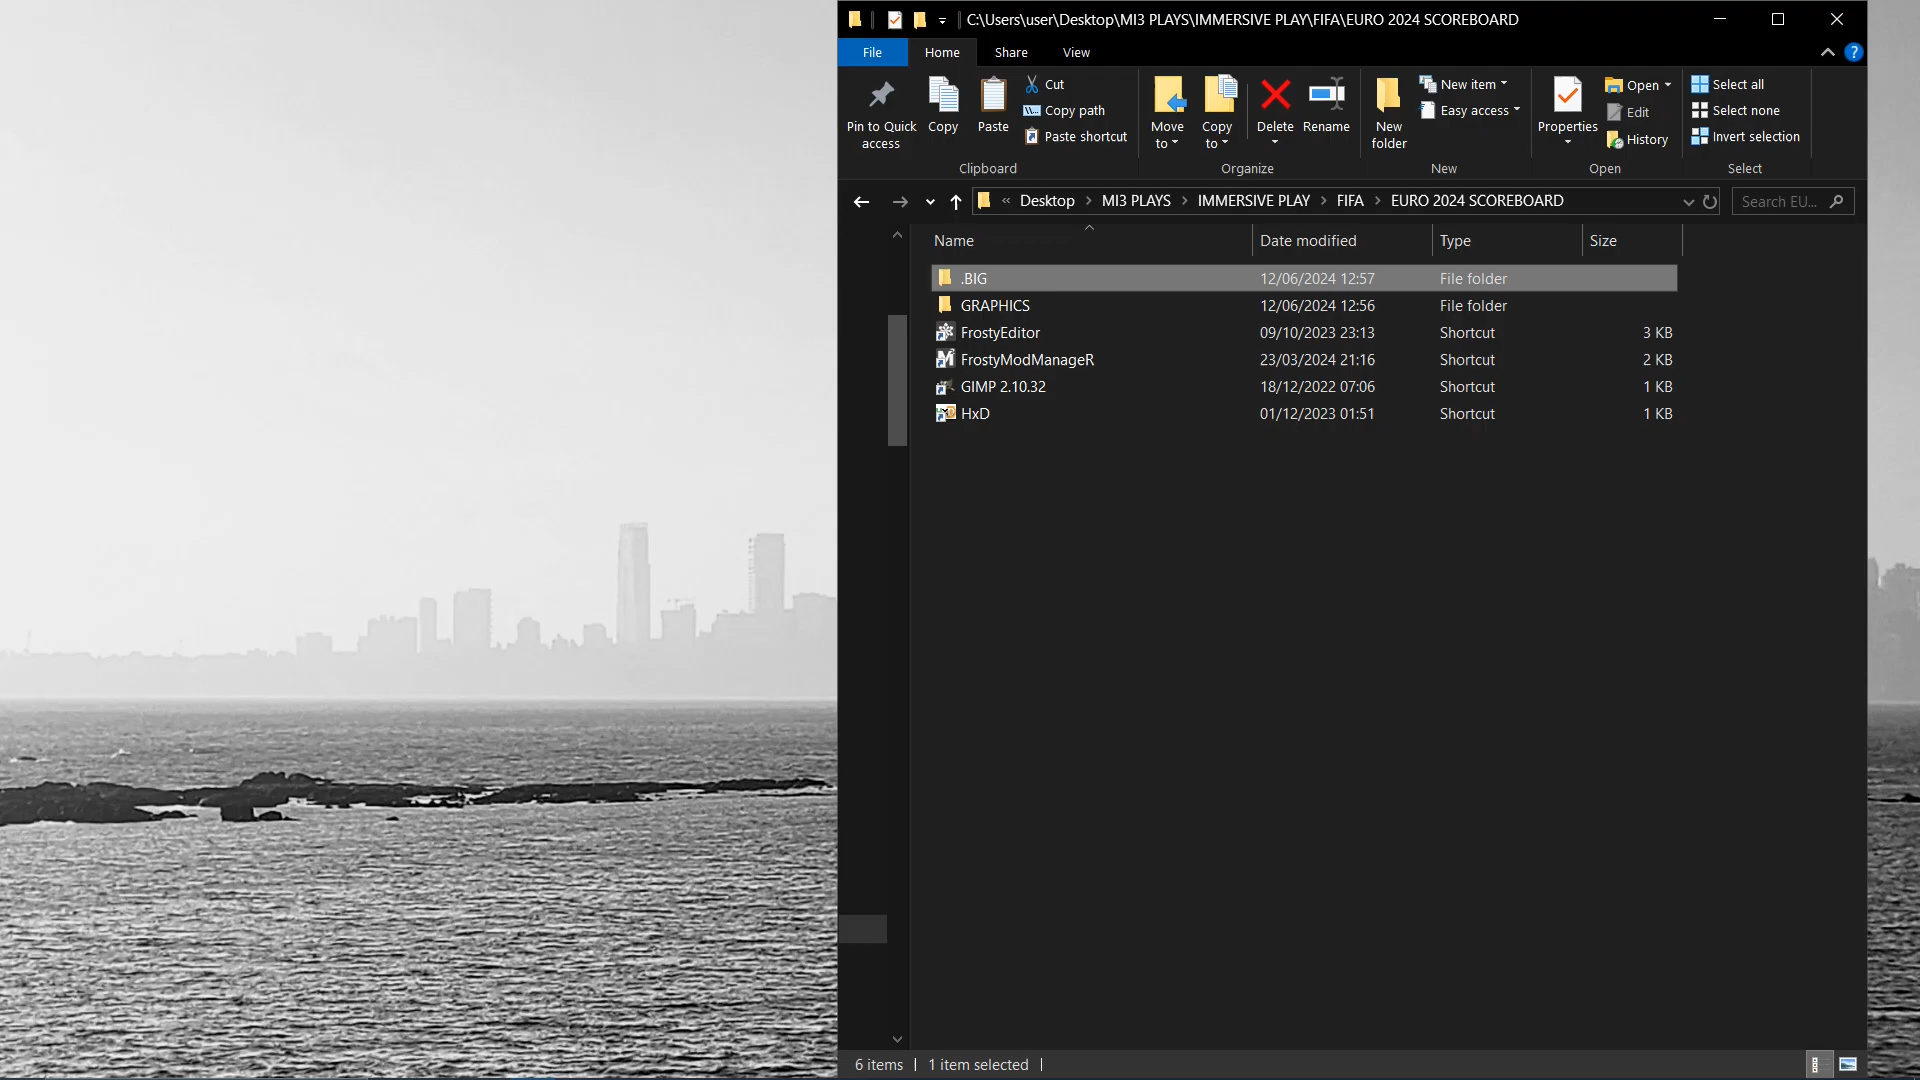 C:\Users\user\Desktop\MI3 PLAYS\IMMERSIVE PLAY\FIFA\EURO 2024 SCOREBOARD
File Home Share View
Pin to Quick access
Copy
Paste
Cut
Copy path
Paste shortcut
Clipboard
Move to
Copy to
Delete
Rename
Organize
New folder
New item
Easy access
New
Properties
Open
Edit
History
Open
Select all
Select none
Invert selection
Select
« Desktop > MI3 PLAYS > IMMERSIVE PLAY > FIFA > EURO 2024 SCOREBOARD
Search EU...
Name Date modified Type Size
.BIG 12/06/2024 12:57 File folder
GRAPHICS 12/06/2024 12:56 File folder
FrostyEditor 09/10/2023 23:13 Shortcut 3 KB
FrostyModManageR 23/03/2024 21:16 Shortcut 2 KB
GIMP 2.10.32 18/12/2022 07:06 Shortcut 1 KB
HxD 01/12/2023 01:51 Shortcut 1 KB
6 items 1 item selected